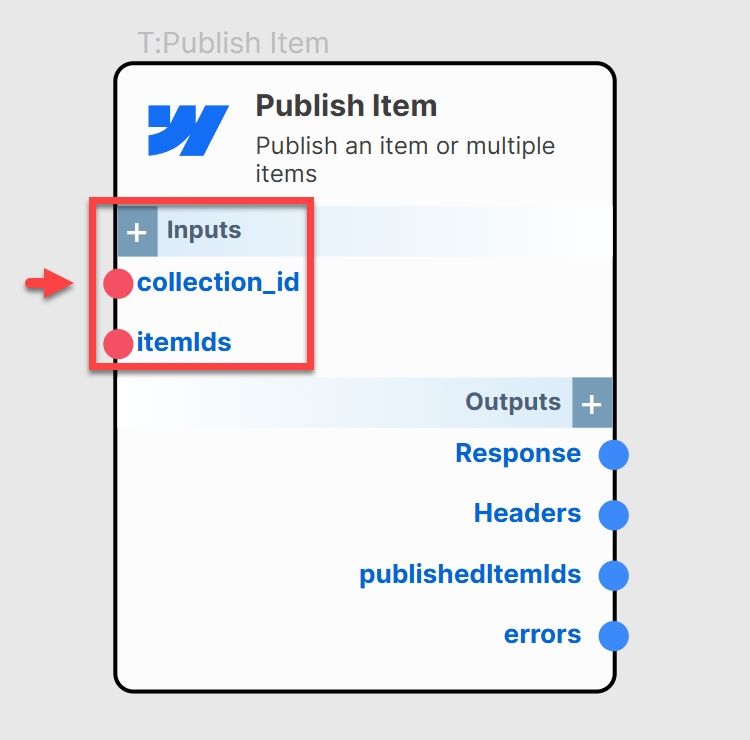 T:Publish Item
Publish Item
Publish an item or multiple
items
+ Inputs
collection_id
itemIds
Outputs +
Response
Headers
publishedItemIds
errors